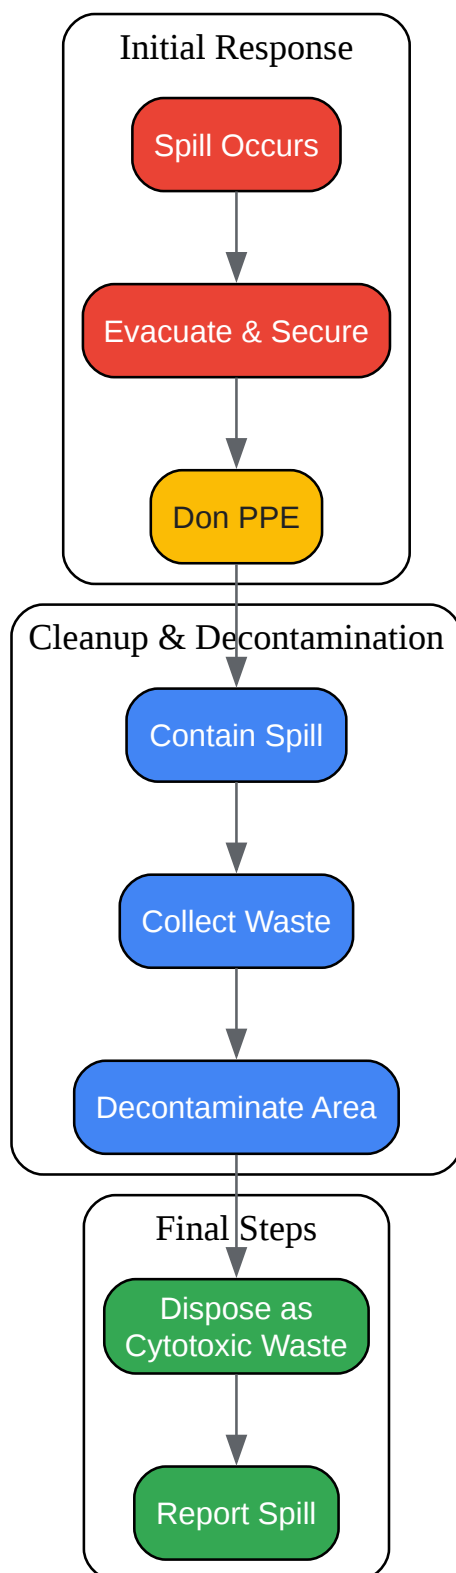 Initial Response
Spill Occurs
Evacuate & Secure
Don PPE
Cleanup & Decontamination
Contain Spill
Collect Waste
Decontaminate Area
Final Steps
Dispose as
Cytotoxic Waste
Report Spill